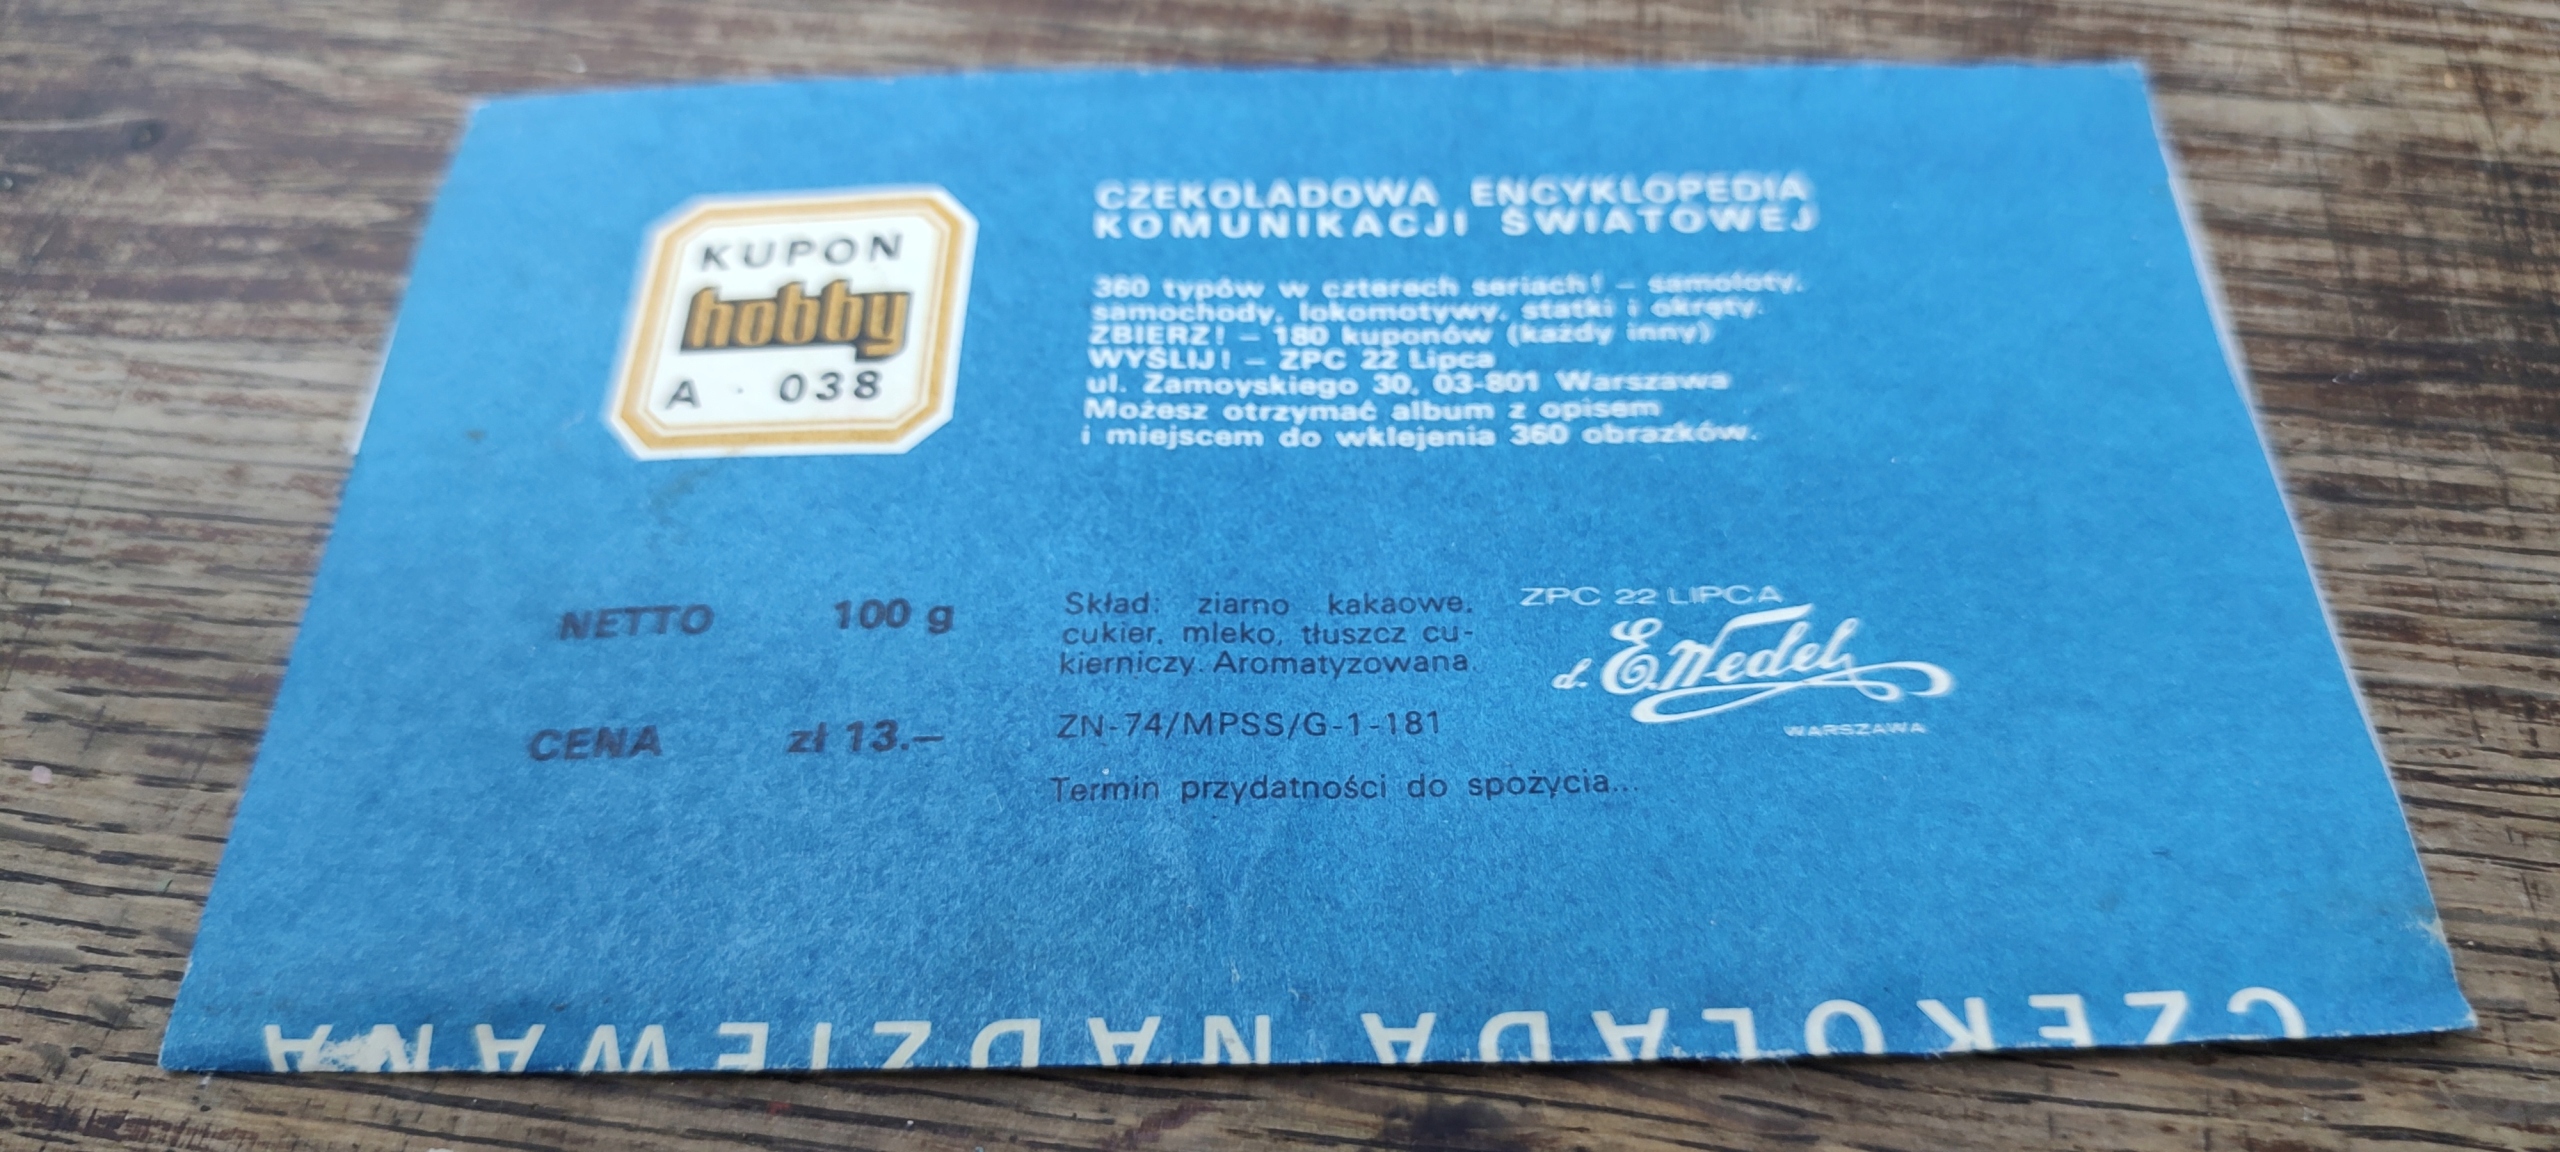 KUPON
hobby
A · 038
CZEKOLADOWA ENCYKLOPEDIA
KOMUNIKACJI ŚWIATOWEJ
360 typów w czterech seriach! – samoloty,
samochody, lokomotywy, statki i okręty.
ZBIERZ! – 180 kuponów (każdy inny)
WYŚLIJ! – ZPC 22 Lipca
ul. Zamoyskiego 30, 03-801 Warszawa
Możesz otrzymać album z opisem
i miejscem do wklejenia 360 obrazków.
NETTO 100 g
CENA zł 13.–
Skład: ziarno kakaowe,
cukier, mleko, tłuszcz cu-
kierniczy. Aromatyzowana.
ZN-74/MPSS/G-1-181
Termin przydatności do spożycia...
ZPC 22 LIPCA
d. E.Wedel
WARSZAWA
CZEKOLADA NADZIEWANA